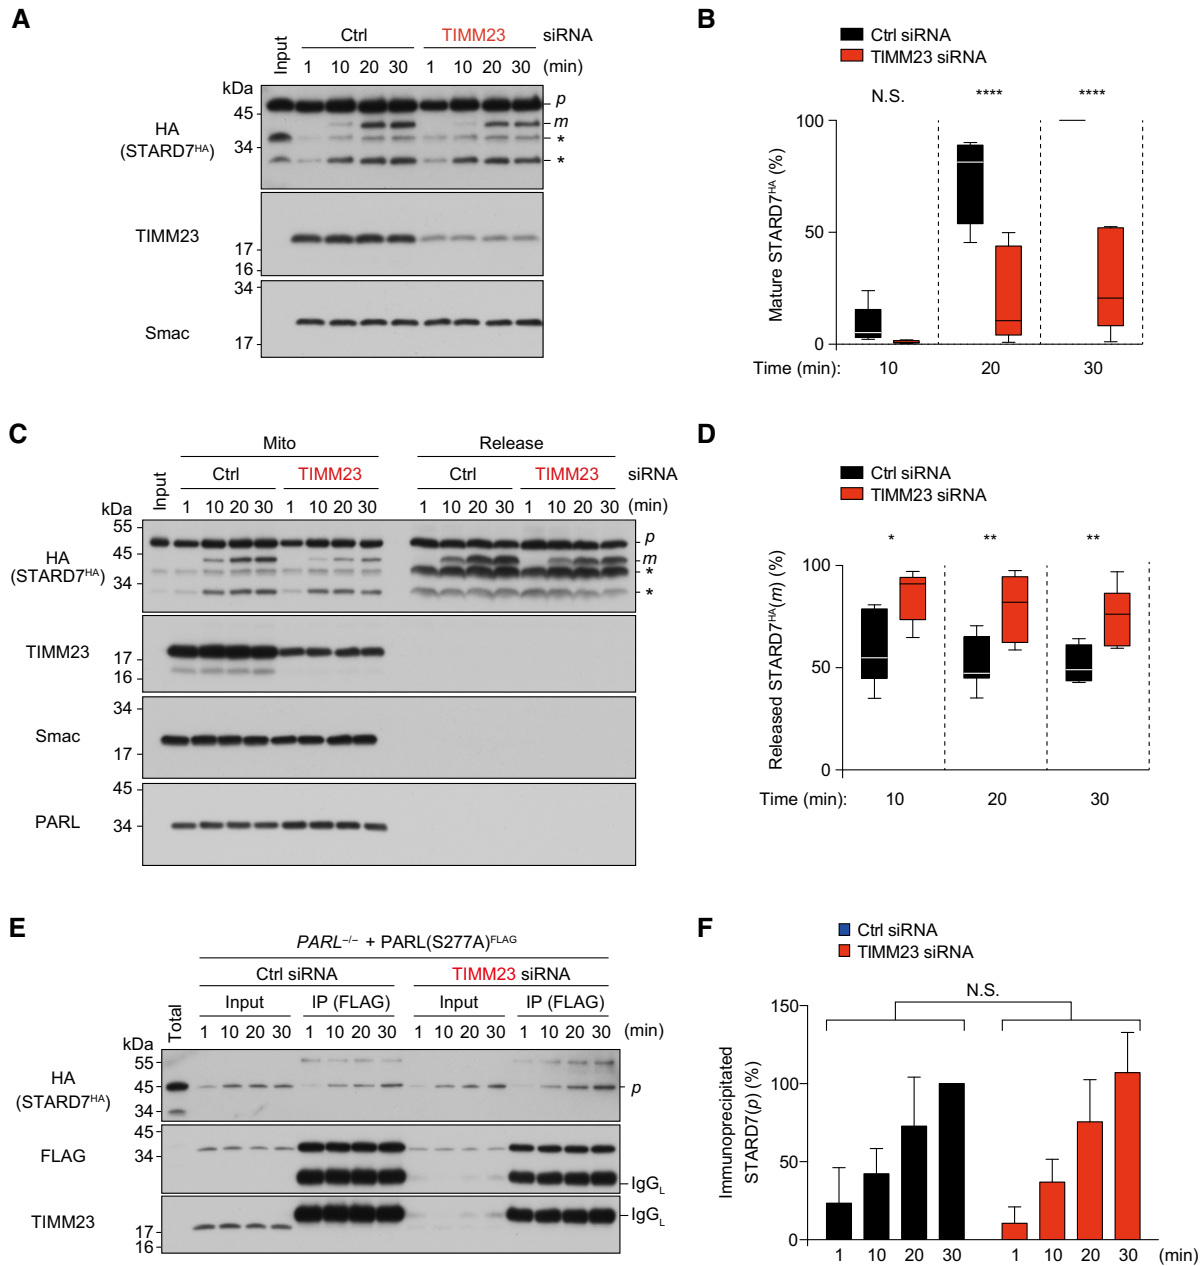 A
Ctrl TIMM23 siRNA
Input 1 10 20 30 1 10 20 30 (min)
kDa
45
34
HA
(STARD7HA)
p
m
*
*
TIMM23
17
16
34
Smac
17
B
Ctrl siRNA
TIMM23 siRNA
N.S. **** ****
Mature STARD7HA (%)
100
50
0
Time (min): 10 20 30
C
Mito Release
Ctrl TIMM23 Ctrl TIMM23 siRNA
Input 1 10 20 30 1 10 20 30 1 10 20 30 1 10 20 30 (min)
kDa
55
45
34
HA
(STARD7HA)
p
m
*
*
TIMM23
17
16
34
Smac
17
45
PARL
34
D
Ctrl siRNA
TIMM23 siRNA
* ** **
Released STARD7HA(m) (%)
100
50
0
Time (min): 10 20 30
E
PARL–/– + PARL(S277A)FLAG
Ctrl siRNA TIMM23 siRNA
Input IP (FLAG) Input IP (FLAG)
Total 1 10 20 30 1 10 20 30 1 10 20 30 1 10 20 30 (min)
kDa
55
45
34
HA
(STARD7HA)
p
45
FLAG
34
IgGL
IgGL
TIMM23
17
16
F
Ctrl siRNA
TIMM23 siRNA
N.S.
Immunoprecipitated
STARD7(p) (%)
150
100
50
0
1 10 20 30 1 10 20 30 (min)